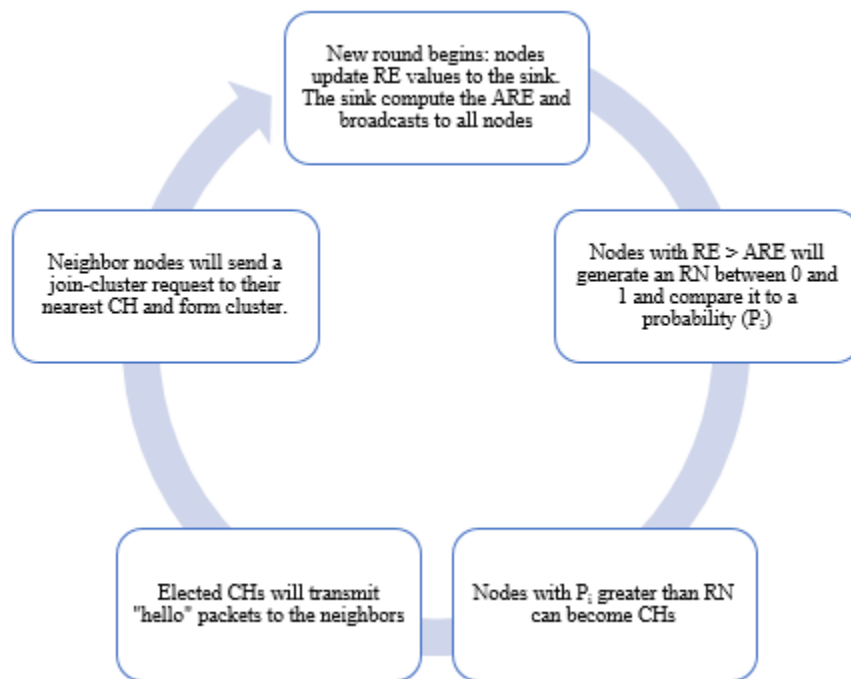 New round begins: nodes
update RE values to the sink.
The sink compute the ARE and
broadcasts to all nodes
Nodes with RE > ARE will
generate an RN between 0 and
1 and compare it to a
probability (Pᵢ)
Nodes with Pᵢ greater than RN
can become CHs
Elected CHs will transmit
"hello" packets to the neighbors
Neighbor nodes will send a
join-cluster request to their
nearest CH and form cluster.